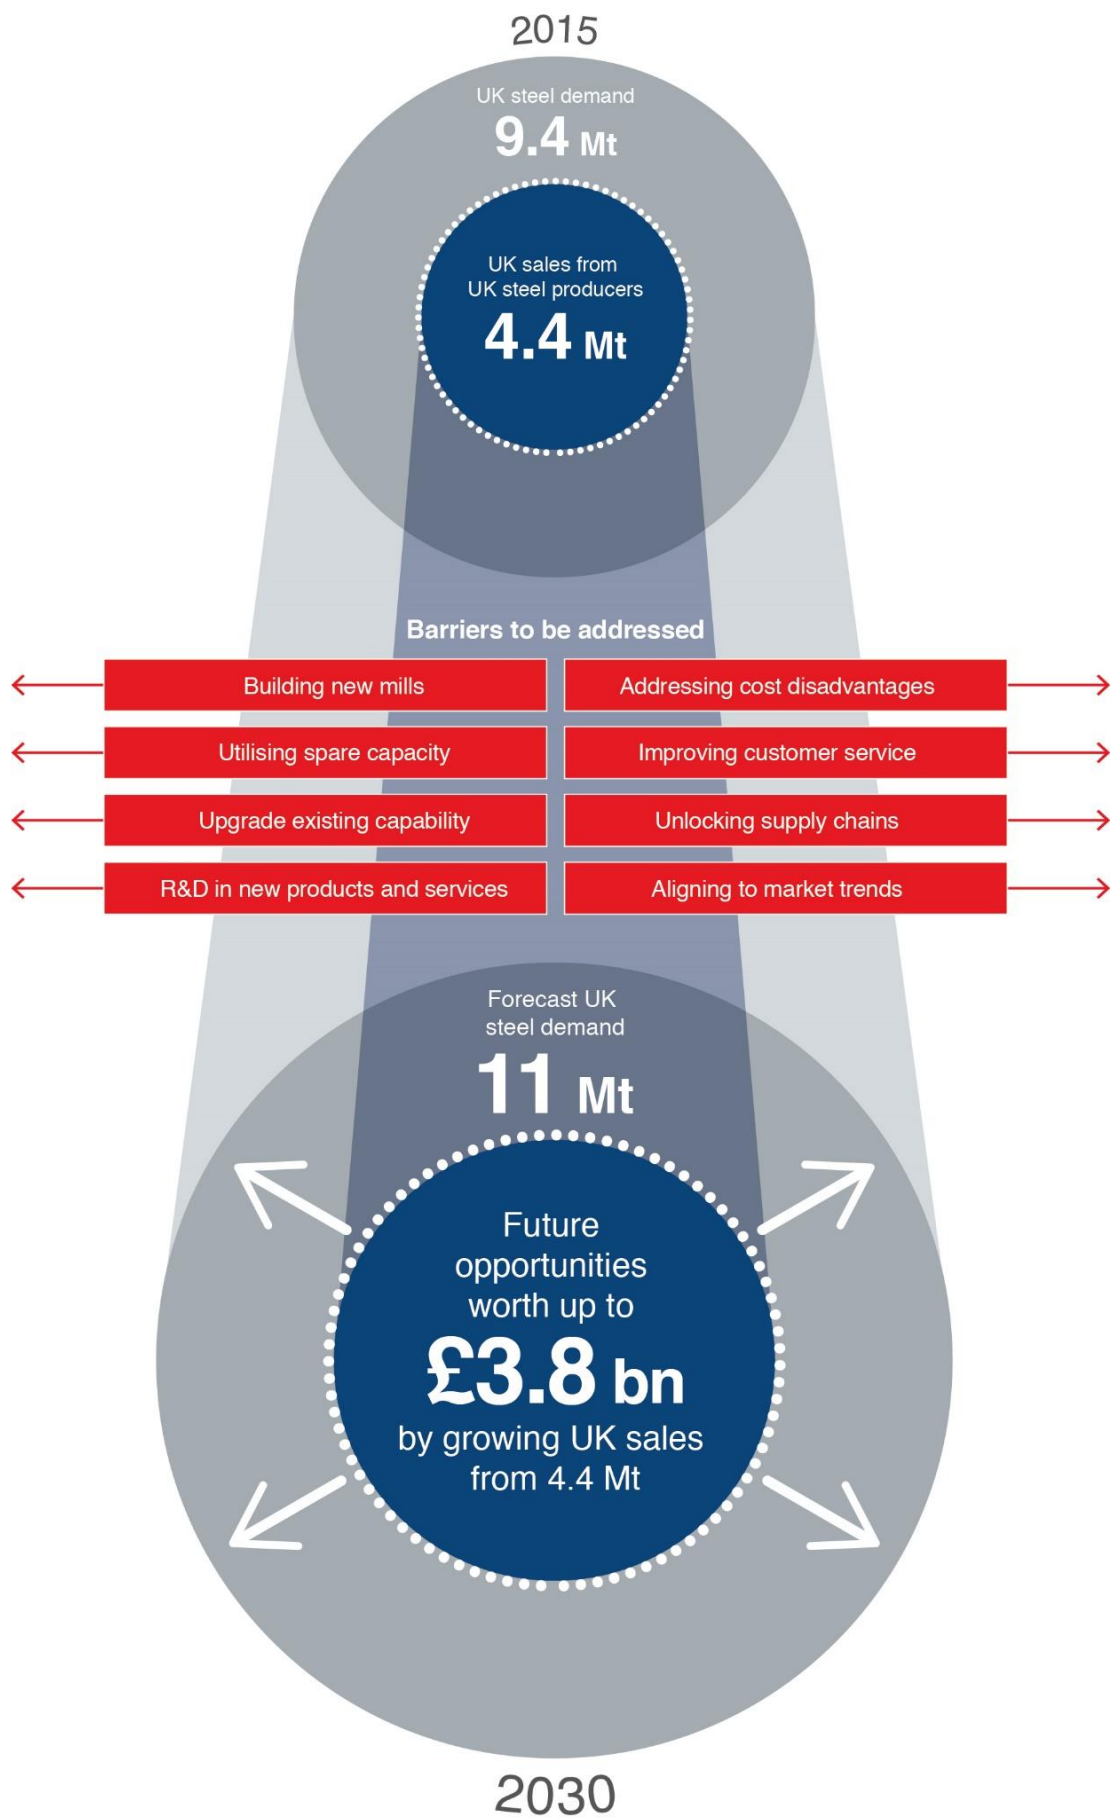 2015
UK steel demand
9.4 Mt
UK sales from
UK steel producers
4.4 Mt
Barriers to be addressed
Building new mills
Addressing cost disadvantages
Utilising spare capacity
Improving customer service
Upgrade existing capability
Unlocking supply chains
R&D in new products and services
Aligning to market trends
Forecast UK
steel demand
11 Mt
Future
opportunities
worth up to
£3.8 bn
by growing UK sales
from 4.4 Mt
2030